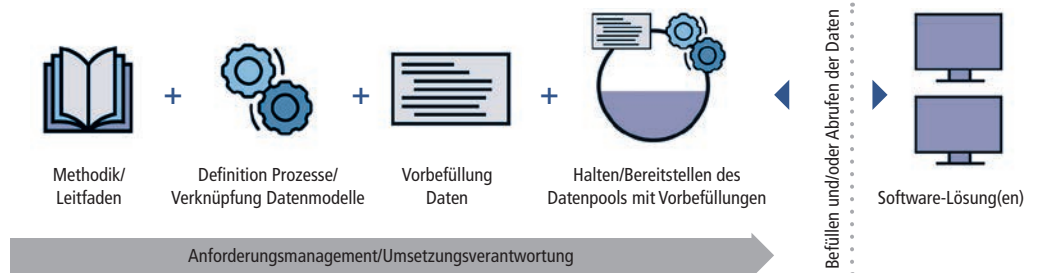 Methodik/
Leitfaden
+
Definition Prozesse/
Verknüpfung Datenmodelle
+
Vorbefüllung
Daten
+
Halten/Bereitstellen des
Datenpools mit Vorbefüllungen
Befüllen und/oder Abrufen der Daten
Software-Lösung(en)
Anforderungsmanagement/Umsetzungsverantwortung